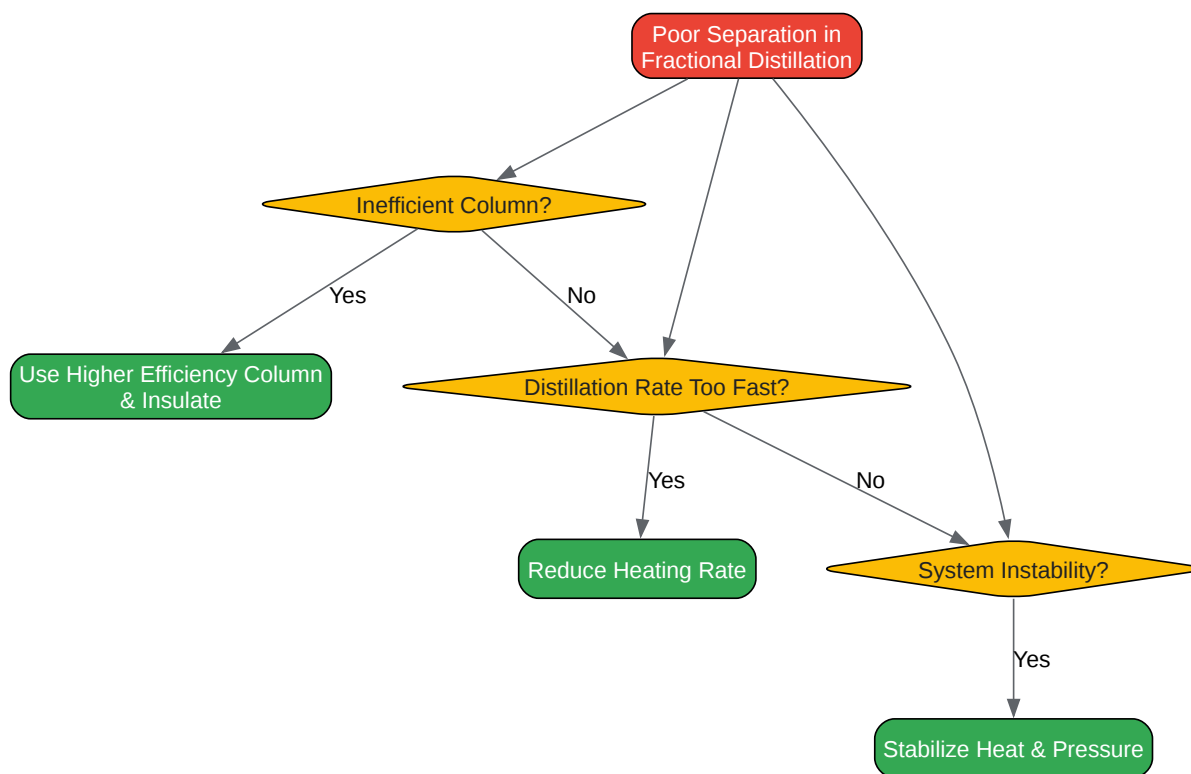 Poor Separation in
Fractional Distillation
Inefficient Column?
Yes
No
Use Higher Efficiency Column
& Insulate
Distillation Rate Too Fast?
Yes
No
Reduce Heating Rate
System Instability?
Yes
Stabilize Heat & Pressure